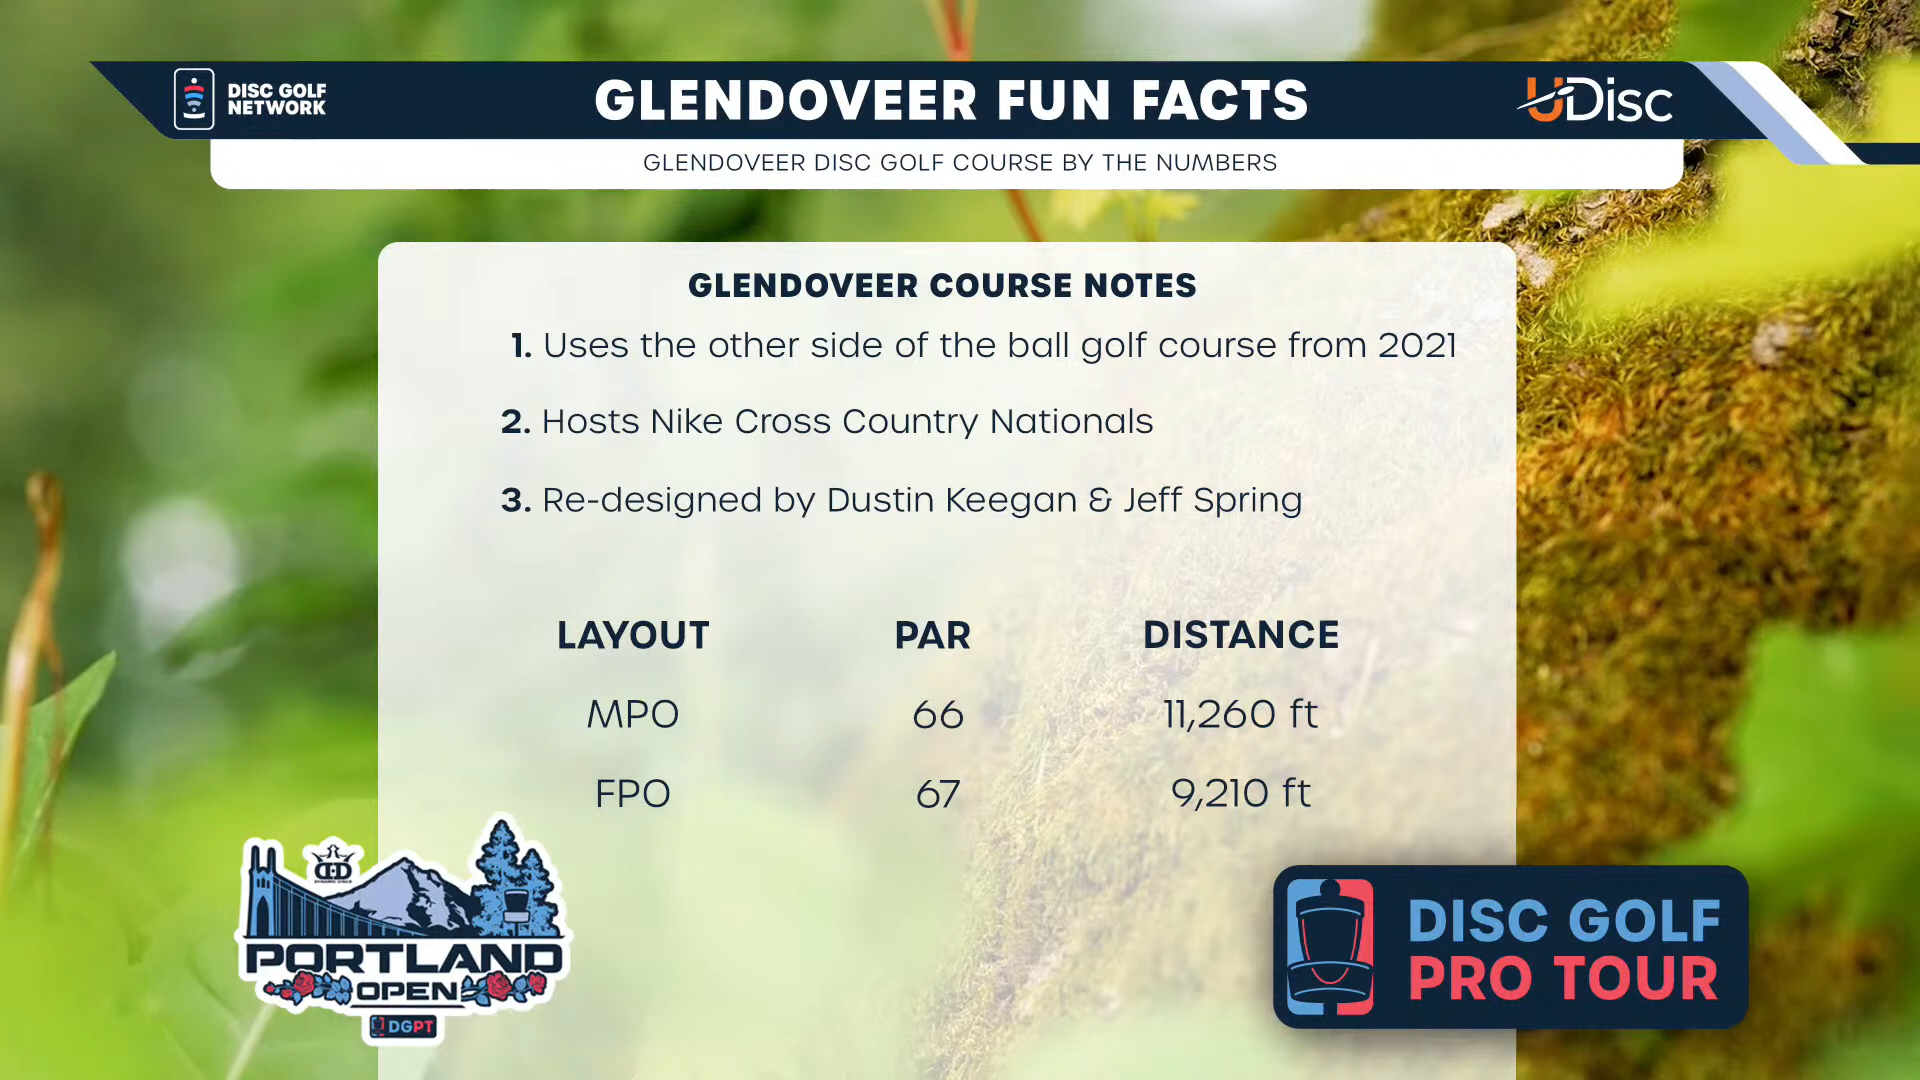 DISC GOLF
NETWORK
GLENDOVEER FUN FACTS
UDisc
GLENDOVEER DISC GOLF COURSE BY THE NUMBERS
GLENDOVEER COURSE NOTES
1. Uses the other side of the ball golf course from 2021
2. Hosts Nike Cross Country Nationals
3. Re-designed by Dustin Keegan & Jeff Spring
LAYOUT PAR DISTANCE
MPO 66 11,260 ft
FPO 67 9,210 ft
DYNAMIC DISCS
PORTLAND
OPEN
DGPT
DISC GOLF
PRO TOUR